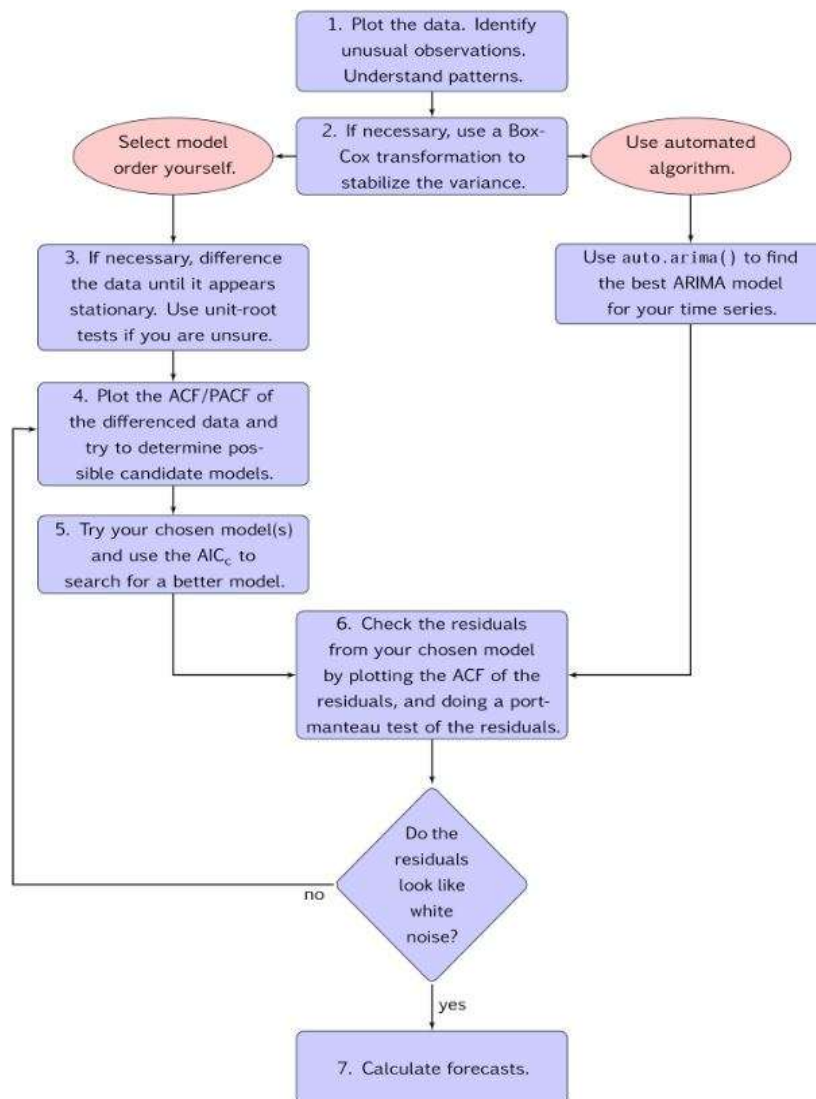 1. Plot the data. Identify
unusual observations.
Understand patterns.
Select model
order yourself.
2. If necessary, use a Box-
Cox transformation to
stabilize the variance.
Use automated
algorithm.
3. If necessary, difference
the data until it appears
stationary. Use unit-root
tests if you are unsure.
Use auto.arima() to find
the best ARIMA model
for your time series.
4. Plot the ACF/PACF of
the differenced data and
try to determine pos-
sible candidate models.
5. Try your chosen model(s)
and use the AICc to
search for a better model.
6. Check the residuals
from your chosen model
by plotting the ACF of the
residuals, and doing a port-
manteau test of the residuals.
Do the
residuals
look like
white
noise?
no
yes
7. Calculate forecasts.